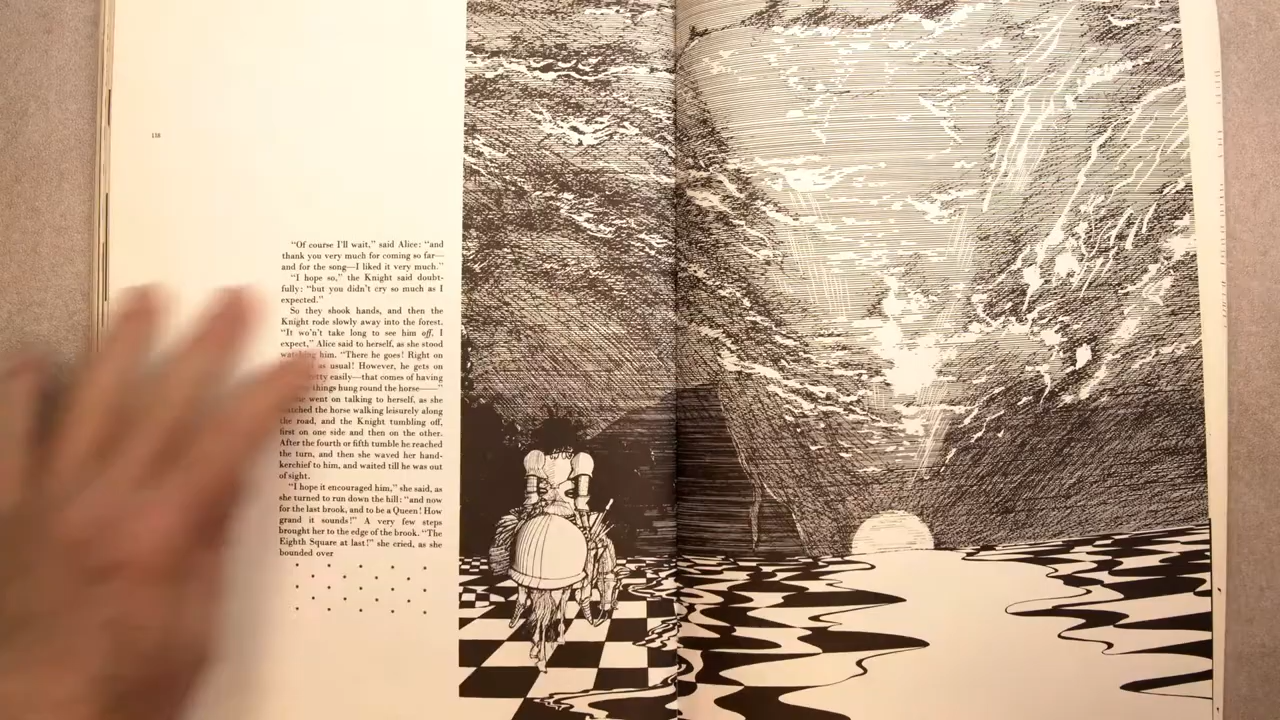 118
"Of course I'll wait," said Alice: "and
thank you very much for coming so far—
and for the song—I liked it very much."
"I hope so," the Knight said doubt-
fully: "but you didn't cry so much as I
expected."
So they shook hands, and then the
Knight rode slowly away into the forest.
"It wo'n't take long to see him off, I
expect," Alice said to herself, as she stood
watching him. "There he goes! Right on
as usual! However, he gets on
pretty easily—that comes of having
things hung round the horse——"
she went on talking to herself, as she
watched the horse walking leisurely along
the road, and the Knight tumbling off,
first on one side and then on the other.
After the fourth or fifth tumble he reached
the turn, and then she waved her hand-
kerchief to him, and waited till he was out
of sight.
"I hope it encouraged him," she said, as
she turned to run down the hill: "and now
for the last brook, and to be a Queen! How
grand it sounds!" A very few steps
brought her to the edge of the brook. "The
Eighth Square at last!" she cried, as she
bounded over